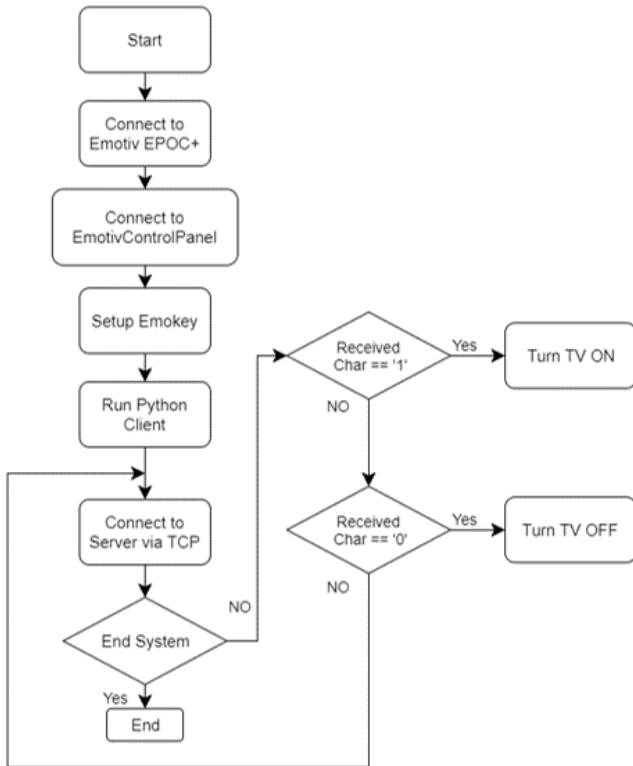 Start
Connect to
Emotiv EPOC+
Connect to
EmotivControlPanel
Setup Emokey
Run Python
Client
Connect to
Server via TCP
End System
NO
Yes
End
Received
Char == '1'
Yes
Turn TV ON
NO
Received
Char == '0'
Yes
Turn TV OFF
NO